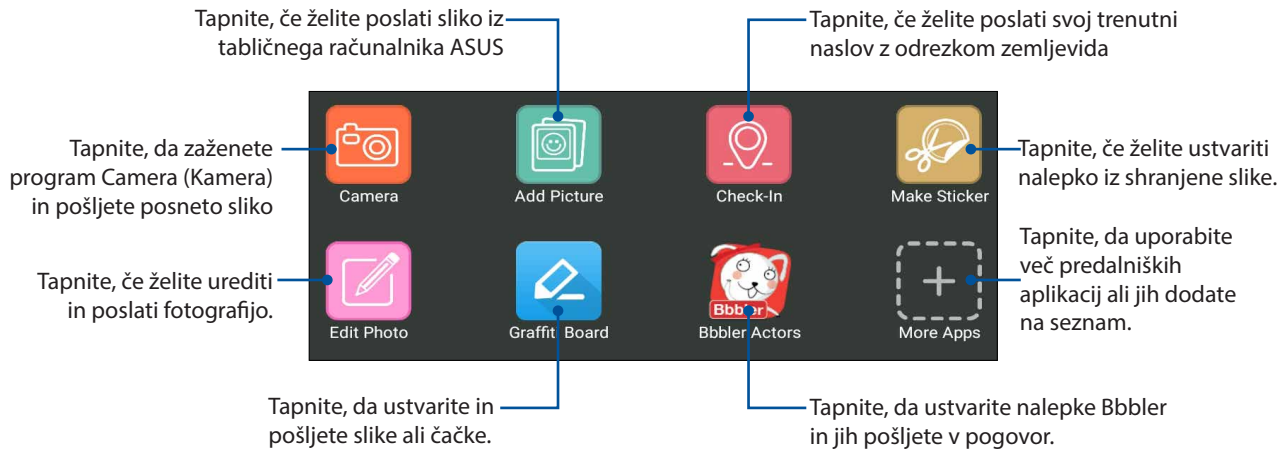 Tapnite, če želite poslati sliko iz
tabličnega računalnika ASUS
Tapnite, če želite poslati svoj trenutni
naslov z odrezkom zemljevida
Tapnite, da zaženete
program Camera (Kamera)
in pošljete posneto sliko
Camera
Add Picture
Check-In
Make Sticker
Tapnite, če želite ustvariti
nalepko iz shranjene slike.
Tapnite, če želite urediti
in poslati fotografijo.
Edit Photo
Graffiti Board
Bbbler
Bbbler Actors
More Apps
Tapnite, da uporabite
več predalniških
aplikacij ali jih dodate
na seznam.
Tapnite, da ustvarite in
pošljete slike ali čačke.
Tapnite, da ustvarite nalepke Bbbler
in jih pošljete v pogovor.